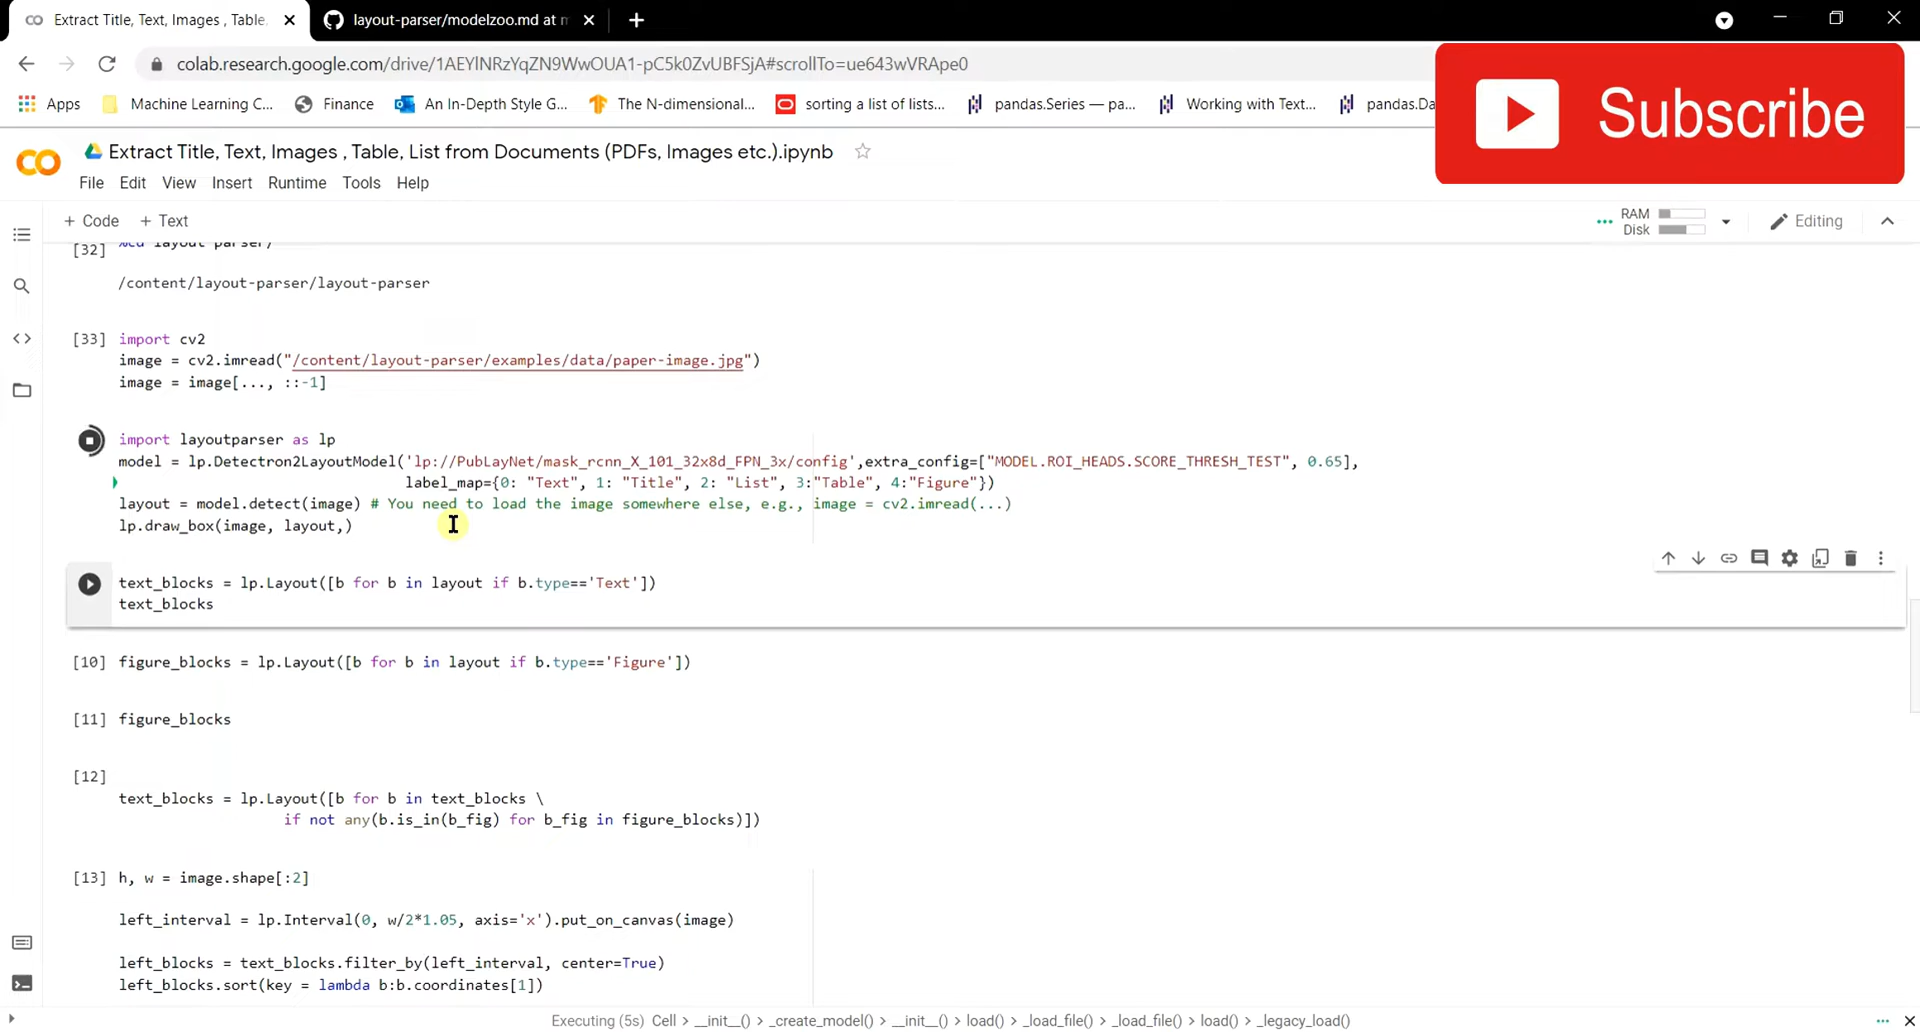 Extract Title, Text, Images , Table,
layout-parser/modelzoo.md at m
colab.research.google.com/drive/1AEYlNRzYqZN9WwOUA1-pC5k0ZvUBFSjA#scrollTo=ue643wVRApe0
Apps Machine Learning C... Finance An In-Depth Style G... The N-dimensional... sorting a list of lists... pandas.Series — pa... Working with Text... pandas.Da
Subscribe
Extract Title, Text, Images , Table, List from Documents (PDFs, Images etc.).ipynb
File Edit View Insert Runtime Tools Help
+ Code + Text
RAM
Disk
Editing
[32] %cd layout-parser/
/content/layout-parser/layout-parser
[33] import cv2
image = cv2.imread("/content/layout-parser/examples/data/paper-image.jpg")
image = image[..., ::-1]
import layoutparser as lp
model = lp.Detectron2LayoutModel('lp://PubLayNet/mask_rcnn_X_101_32x8d_FPN_3x/config',extra_config=["MODEL.ROI_HEADS.SCORE_THRESH_TEST", 0.65],
label_map={0: "Text", 1: "Title", 2: "List", 3:"Table", 4:"Figure"})
layout = model.detect(image) # You need to load the image somewhere else, e.g., image = cv2.imread(...)
lp.draw_box(image, layout,)
text_blocks = lp.Layout([b for b in layout if b.type=='Text'])
text_blocks
[10] figure_blocks = lp.Layout([b for b in layout if b.type=='Figure'])
[11] figure_blocks
[12]
text_blocks = lp.Layout([b for b in text_blocks \
if not any(b.is_in(b_fig) for b_fig in figure_blocks)])
[13] h, w = image.shape[:2]
left_interval = lp.Interval(0, w/2*1.05, axis='x').put_on_canvas(image)
left_blocks = text_blocks.filter_by(left_interval, center=True)
left_blocks.sort(key = lambda b:b.coordinates[1])
Executing (5s) Cell > __init__() > _create_model() > __init__() > load() > _load_file() > _load_file() > load() > _legacy_load()